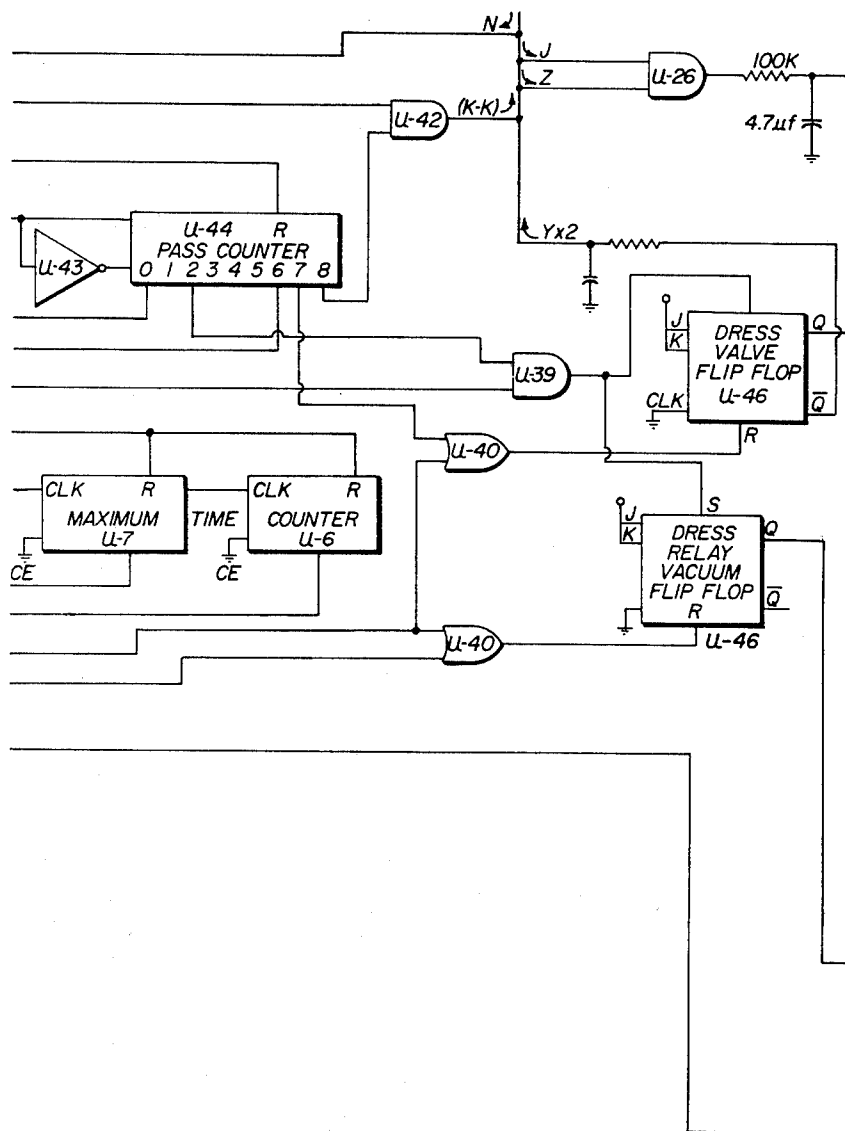 N
J
Z
U-26
100K
4.7µf
(K-K)
U-42
U-44 R
PASS COUNTER
0 1 2 3 4 5 6 7 8
U-43
Yx2
U-39
J
K
CLK
DRESS
VALVE
FLIP FLOP
U-46
Q
Q̅
R
U-40
CLK R
MAXIMUM
U-7
CE
TIME
CLK R
COUNTER
U-6
CE
S
J
K
DRESS
RELAY
VACUUM
FLIP FLOP
R
Q
Q̅
U-46
U-40